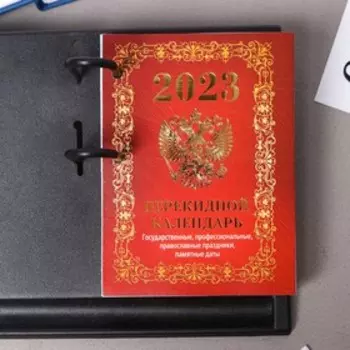 2023
ПЕРЕКИДНОЙ
КАЛЕНДАРЬ
Государственные, профессиональные,
православные праздники,
памятные даты